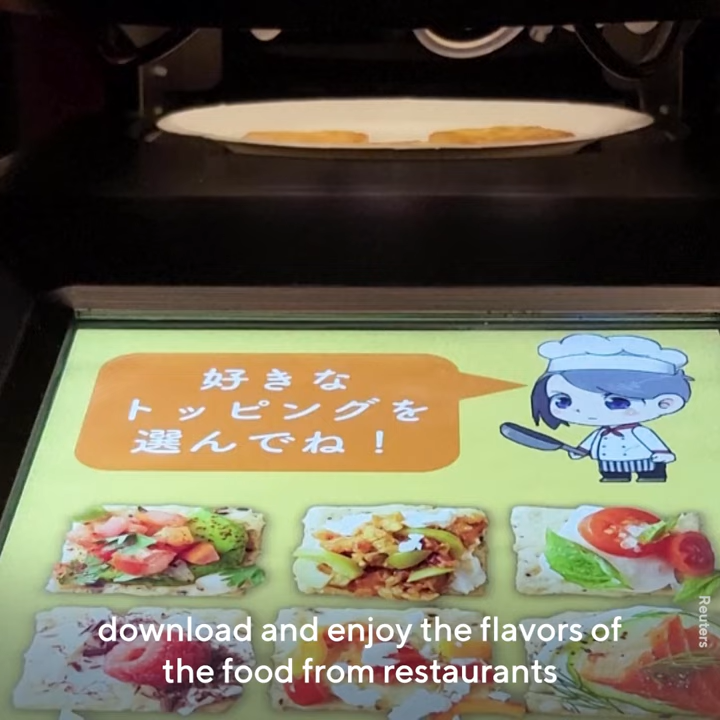 好きな
トッピングを
選んでね！
download and enjoy the flavors of
the food from restaurants
Reuters